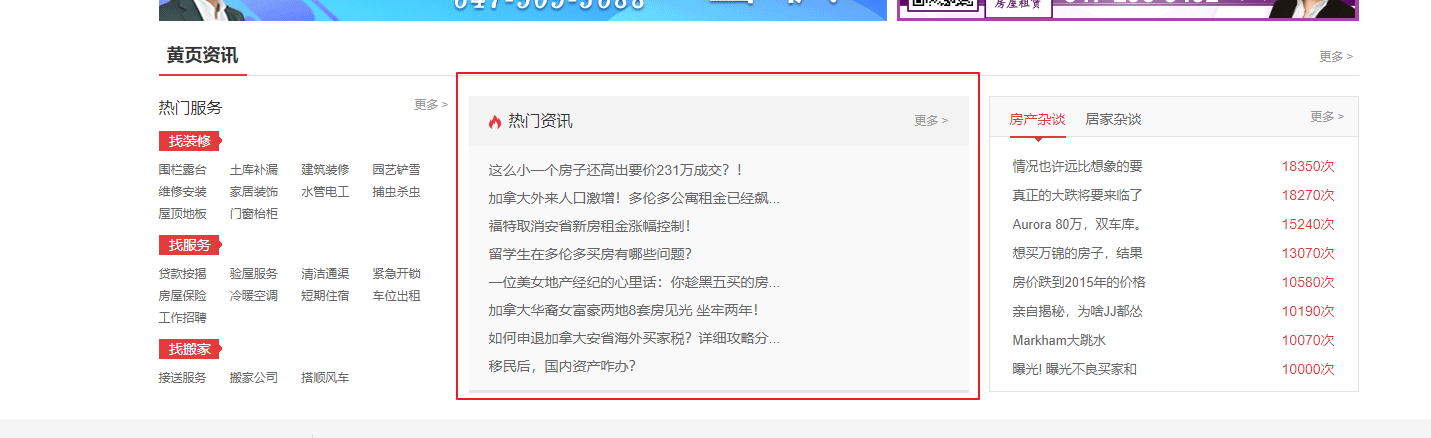 房屋租赁
黄页资讯
更多 >
热门服务
更多 >
找装修
围栏露台 土库补漏 建筑装修 园艺铲雪
维修安装 家居装饰 水管电工 捕虫杀虫
屋顶地板 门窗枱柜
找服务
贷款按揭 验屋服务 清洁通渠 紧急开锁
房屋保险 冷暖空调 短期住宿 车位出租
工作招聘
找搬家
接送服务 搬家公司 搭顺风车
热门资讯
更多 >
这么小一个房子还高出要价231万成交？！
加拿大外来人口激增！多伦多公寓租金已经飙...
福特取消安省新房租金涨幅控制！
留学生在多伦多买房有哪些问题？
一位美女地产经纪的心里话：你趁黑五买的房...
加拿大华裔女富豪两地8套房见光 坐牢两年！
如何申退加拿大安省海外买家税？详细攻略分...
移民后，国内资产咋办？
房产杂谈 居家杂谈
更多 >
情况也许远比想象的要 18350次
真正的大跌将要来临了 18270次
Aurora 80万，双车库。 15240次
想买万锦的房子，结果 13070次
房价跌到2015年的价格 10580次
亲自揭秘，为啥JJ都怂 10190次
Markham大跳水 10070次
曝光! 曝光不良买家和 10000次